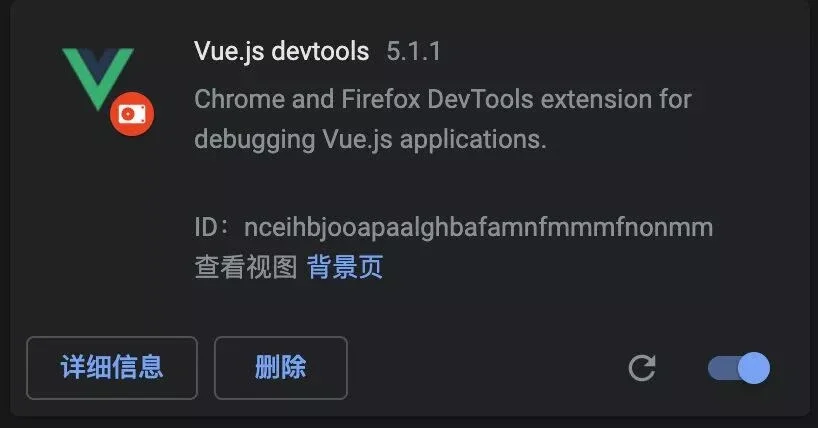 Vue.js devtools 5.1.1
Chrome and Firefox DevTools extension for
debugging Vue.js applications.
ID：nceihbjooapaalghbafamnfmmmfnonmm
查看视图 背景页
详细信息 删除